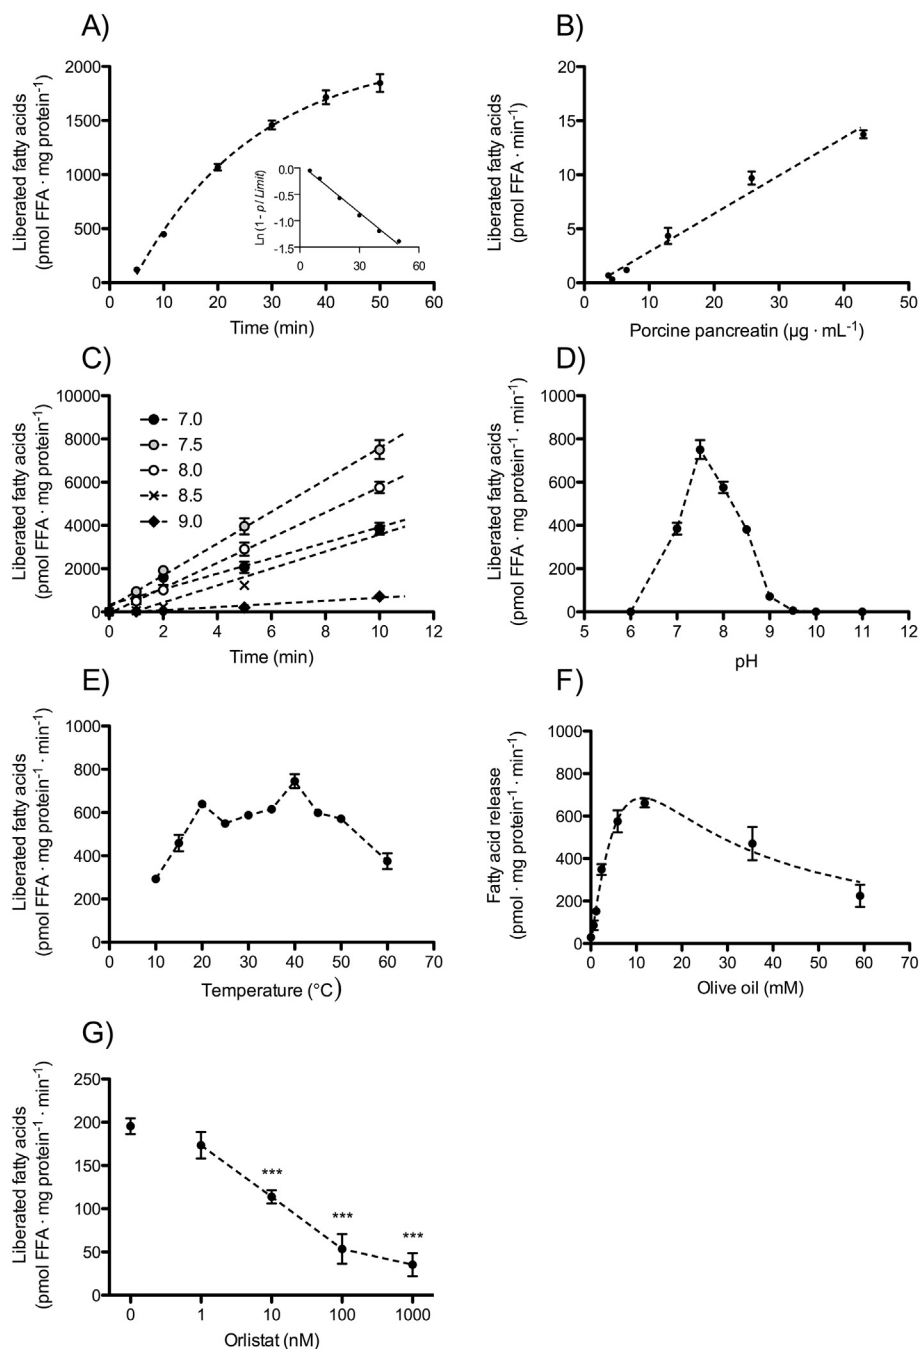 A)
Liberated fatty acids
(pmol FFA · mg protein⁻¹)
2000
1500
1000
500
0
0 10 20 30 40 50 60
Time (min)
Ln (1 - p / Limit)
0.0
-0.5
-1.0
-1.5
0 30 60
B)
Liberated fatty acids
(pmol FFA · min⁻¹)
20
15
10
5
0
0 10 20 30 40 50
Porcine pancreatin (µg · mL⁻¹)
C)
Liberated fatty acids
(pmol FFA · mg protein⁻¹)
10000
8000
6000
4000
2000
0
7.0
7.5
8.0
8.5
9.0
0 2 4 6 8 10 12
Time (min)
D)
Liberated fatty acids
(pmol FFA · mg protein⁻¹ · min⁻¹)
1000
800
600
400
200
0
5 6 7 8 9 10 11 12
pH
E)
Liberated fatty acids
(pmol FFA · mg protein⁻¹ · min⁻¹)
1000
800
600
400
200
0
0 10 20 30 40 50 60 70
Temperature (°C)
F)
Fatty acid release
(pmol · mg protein⁻¹ · min⁻¹)
1000
800
600
400
200
0
0 10 20 30 40 50 60 70
Olive oil (mM)
G)
Liberated fatty acids
(pmol FFA · mg protein⁻¹ · min⁻¹)
250
200
150
100
50
0
***
***
***
0 1 10 100 1000
Orlistat (nM)